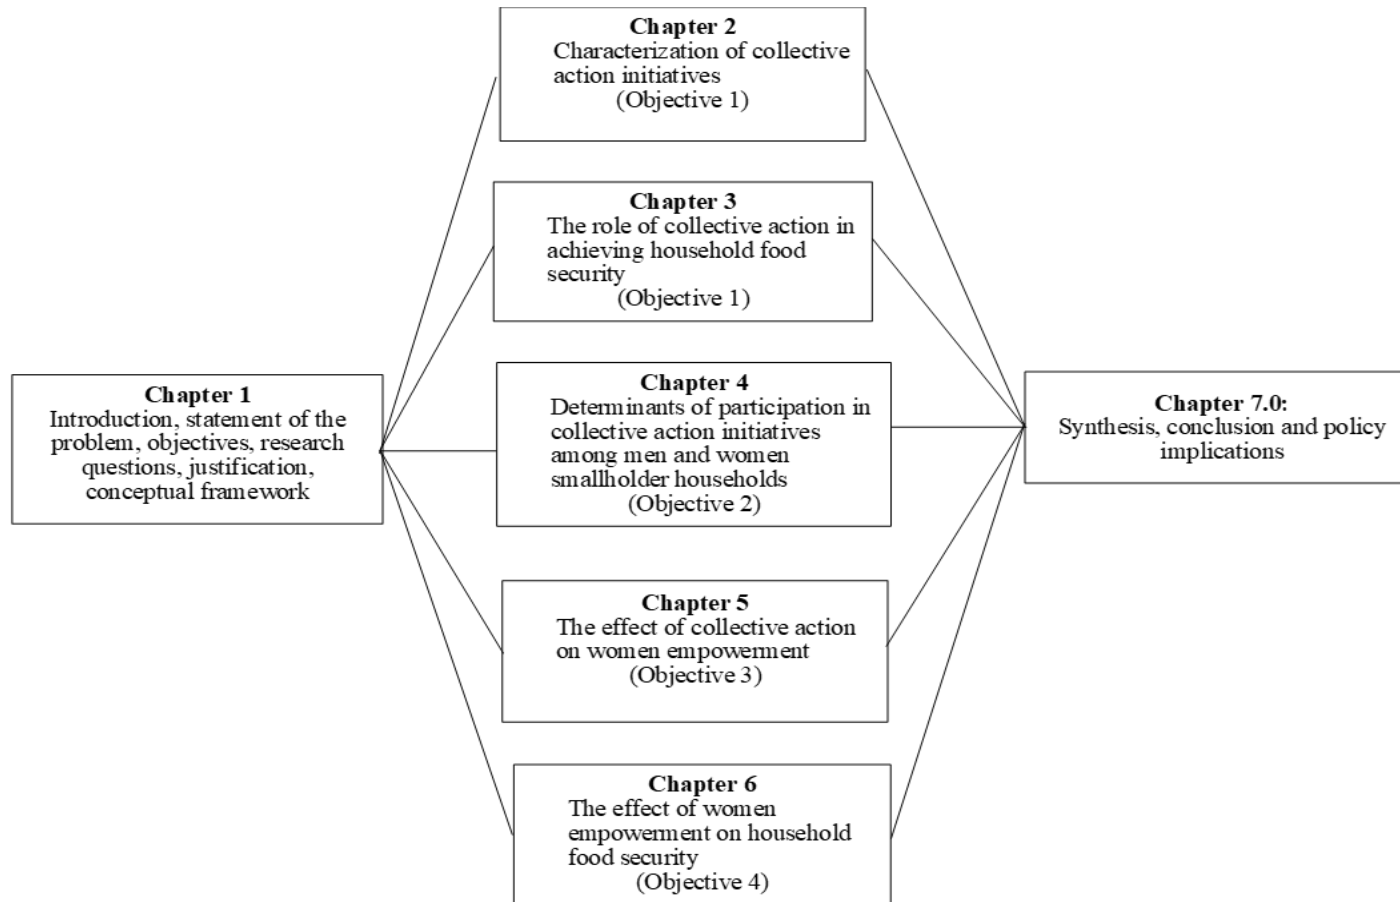 Chapter 2
Characterization of collective
action initiatives
(Objective 1)
Chapter 3
The role of collective action in
achieving household food
security
(Objective 1)
Chapter 1
Introduction, statement of the
problem, objectives, research
questions, justification,
conceptual framework
Chapter 4
Determinants of participation in
collective action initiatives
among men and women
smallholder households
(Objective 2)
Chapter 7.0:
Synthesis, conclusion and policy
implications
Chapter 5
The effect of collective action
on women empowerment
(Objective 3)
Chapter 6
The effect of women
empowerment on household
food security
(Objective 4)